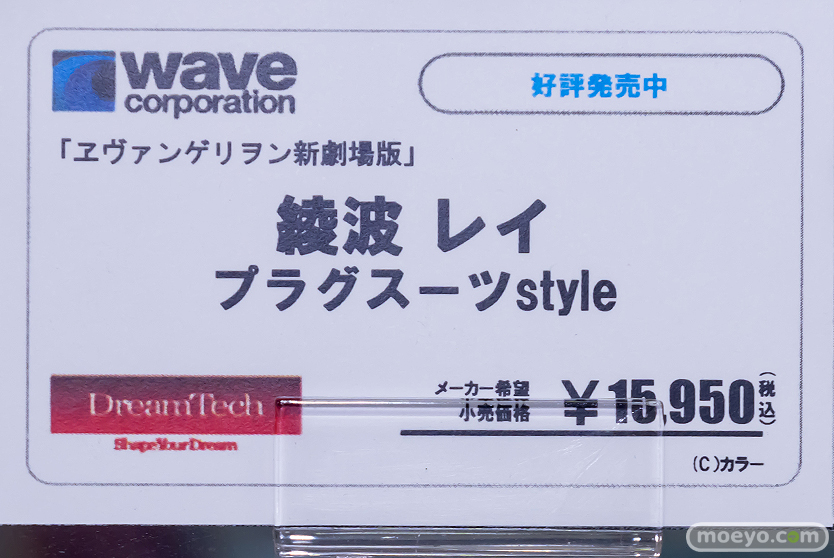 wave
corporation
好評発売中
「ヱヴァンゲリヲン新劇場版」
綾波 レイ
プラグスーツstyle
DreamTech
Shape Your Dream
メーカー希望
小売価格
￥15,950(税込)
(C)カラー
moeyo.com